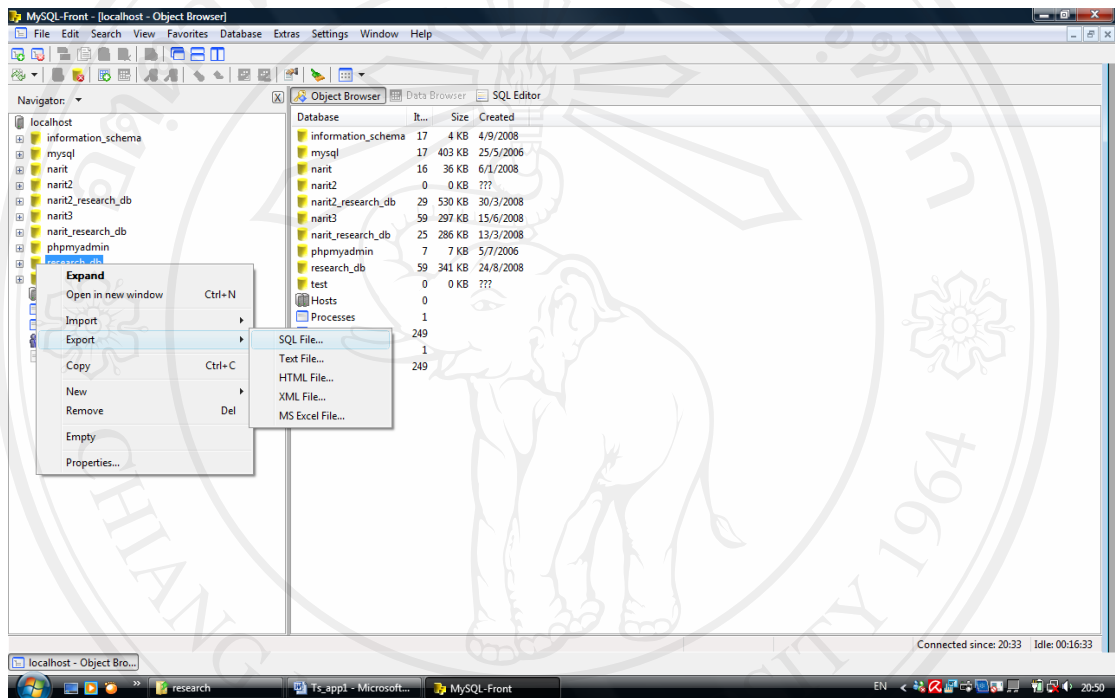 MySQL-Front - [localhost - Object Browser]
File Edit Search View Favorites Database Extras Settings Window Help
Navigator:
Object Browser Data Browser SQL Editor
localhost
information_schema
mysql
narit
narit2
narit2_research_db
narit3
narit_research_db
phpmyadmin
research_db
Database It... Size Created
information_schema 17 4 KB 4/9/2008
mysql 17 403 KB 25/5/2006
narit 16 36 KB 6/1/2008
narit2 0 0 KB ???
narit2_research_db 29 530 KB 30/3/2008
narit3 59 297 KB 15/6/2008
narit_research_db 25 286 KB 13/3/2008
phpmyadmin 7 7 KB 5/7/2006
research_db 59 341 KB 24/8/2008
test 0 0 KB ???
Hosts 0
Processes 1
249
1
249
Expand
Open in new window Ctrl+N
Import
Export
Copy Ctrl+C
New
Remove Del
Empty
Properties...
SQL File...
Text File...
HTML File...
XML File...
MS Excel File...
CHIANG
1964
Connected since: 20:33 Idle: 00:16:33
localhost - Object Bro...
research
Ts_app1 - Microsoft...
MySQL-Front
EN
20:50